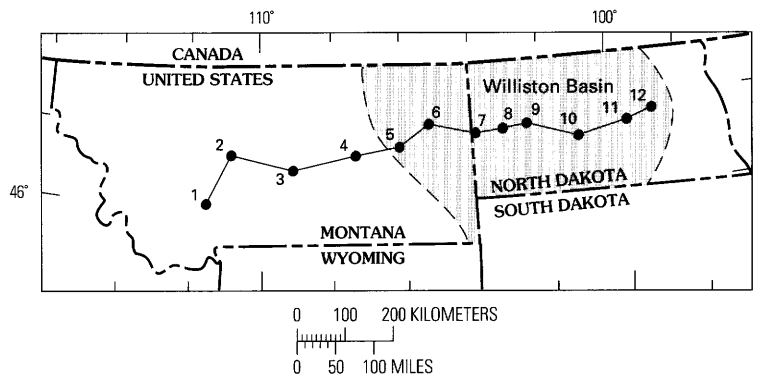 110° 100°
CANADA
UNITED STATES
Williston Basin
12
11
10
9
8
7
6
5
4
3
2
1
46°
NORTH DAKOTA
SOUTH DAKOTA
MONTANA
WYOMING
0 100 200 KILOMETERS
0 50 100 MILES